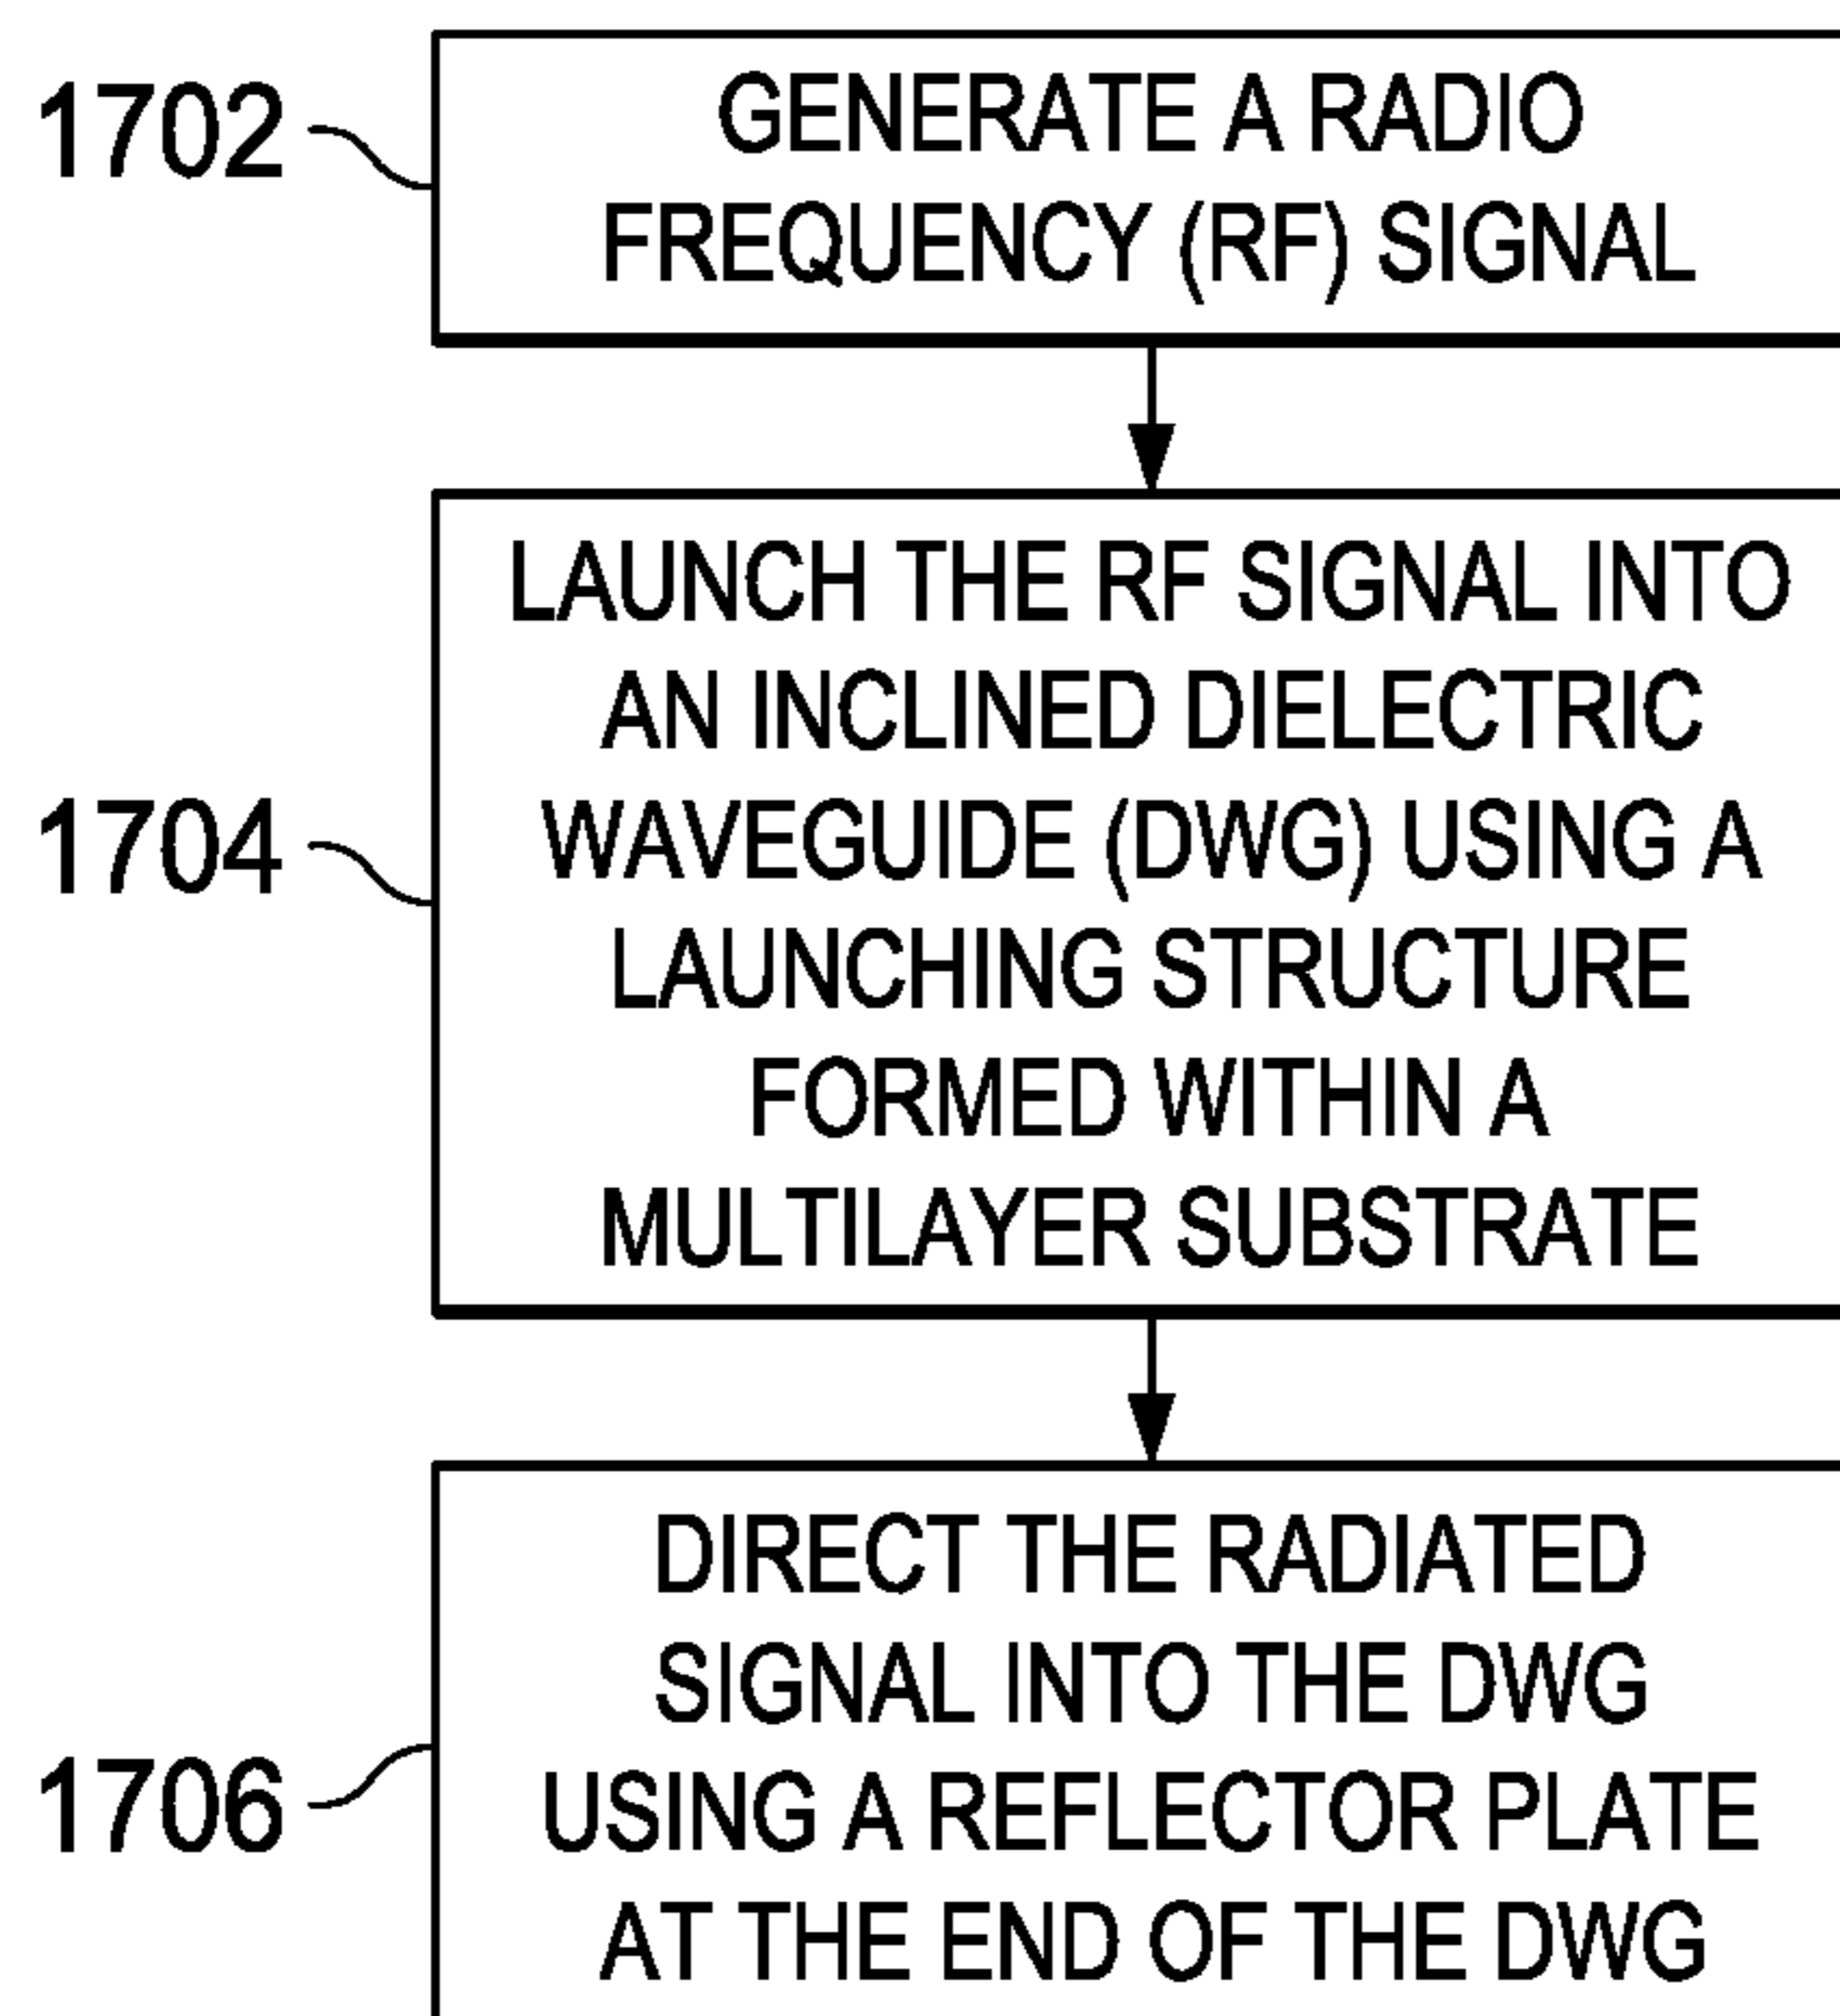 1702
GENERATE A RADIO
FREQUENCY (RF) SIGNAL
LAUNCH THE RF SIGNAL INTO
AN INCLINED DIELECTRIC
1704
WAVEGUIDE (DWG) USING A
LAUNCHING STRUCTURE
FORMED WITHIN A
MULTILAYER SUBSTRATE
DIRECT THE RADIATED
SIGNAL INTO THE DWG
1706
USING A REFLECTOR PLATE
AT THE END OF THE DWG